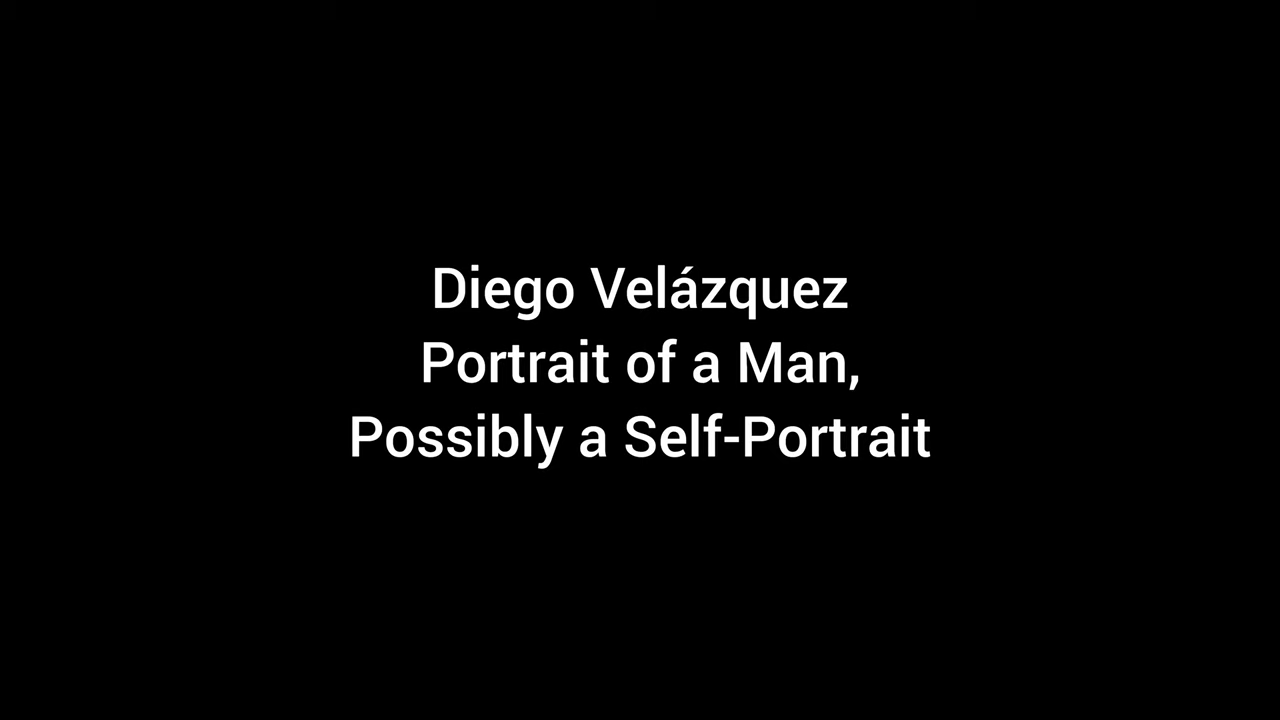 Diego Velázquez
Portrait of a Man,
Possibly a Self-Portrait